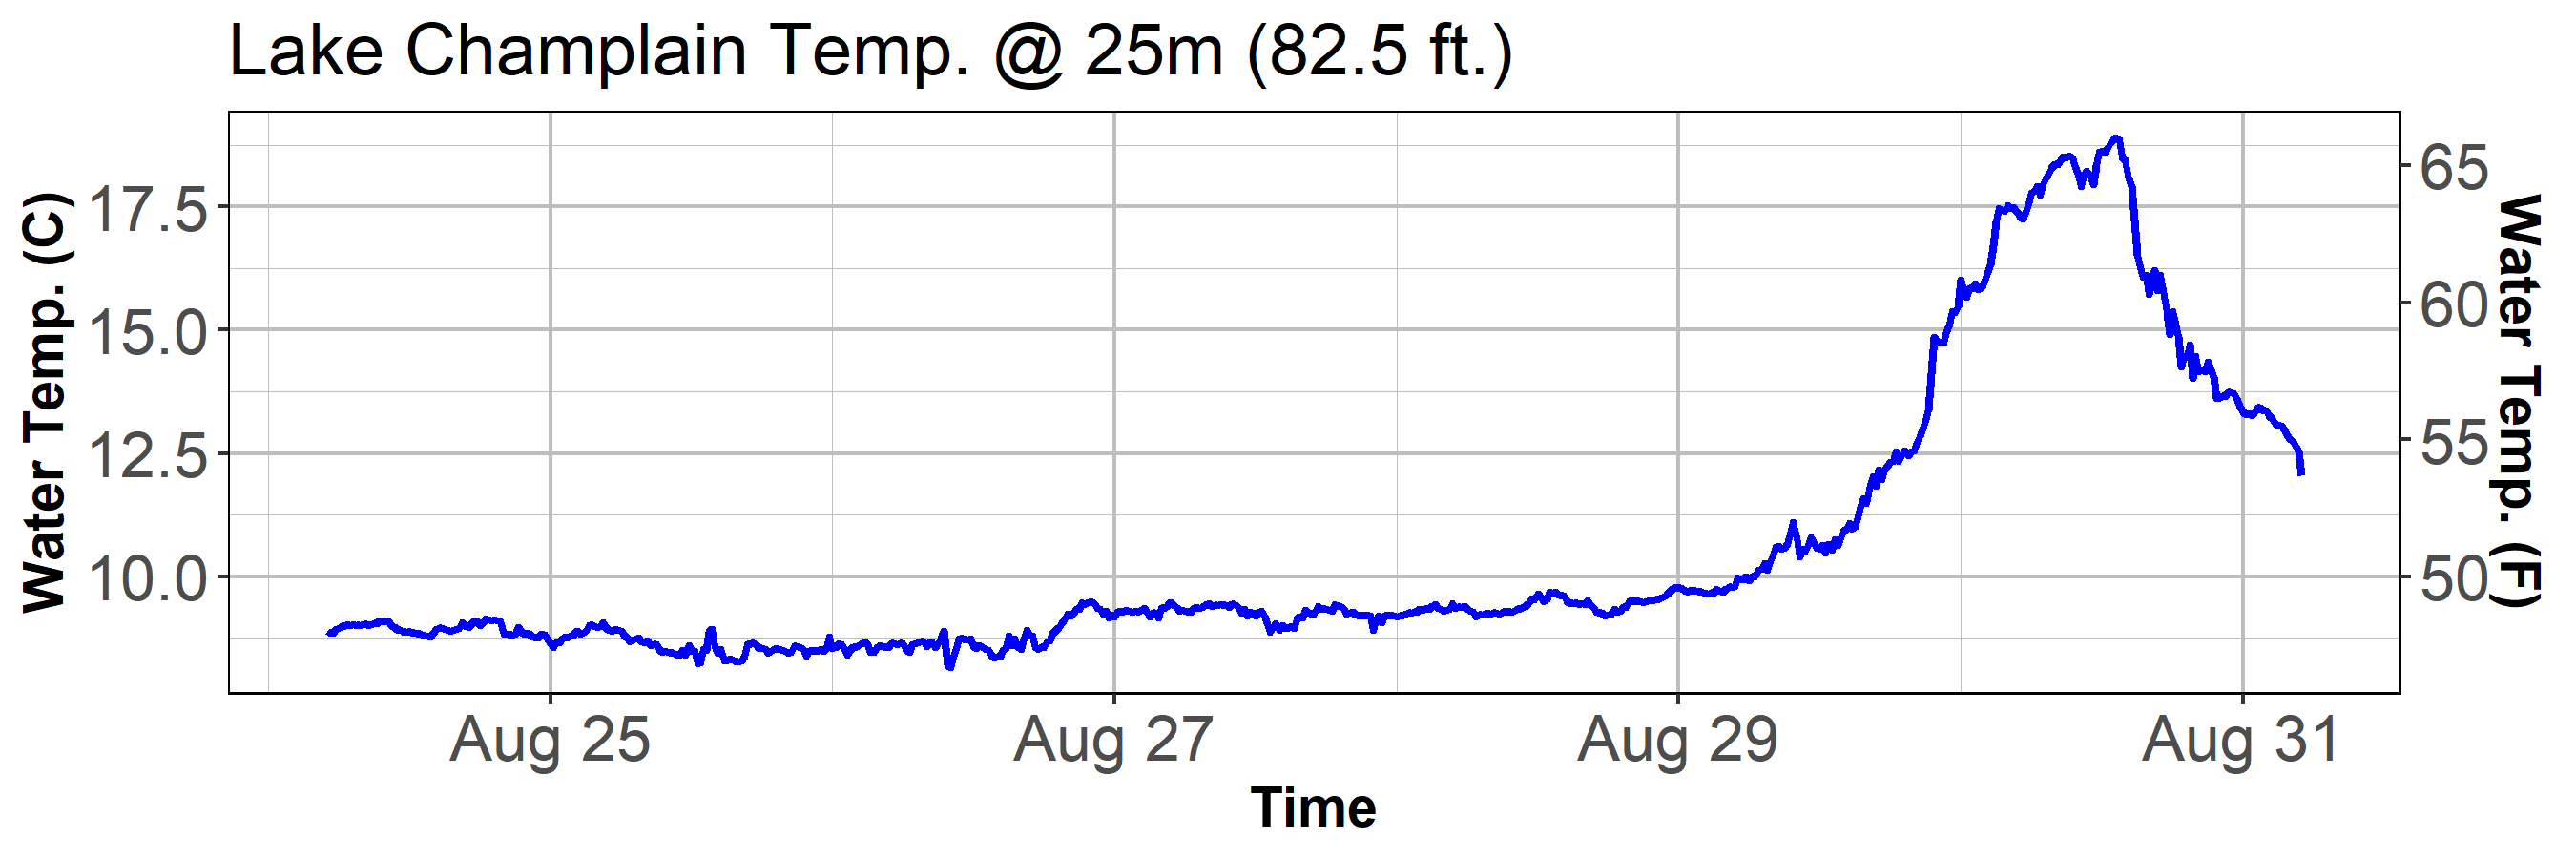 Lake Champlain Temp. @ 25m (82.5 ft.)
Water Temp. (C)
17.5
15.0
12.5
10.0
65
60
55
50
Water Temp. (F)
Aug 25 Aug 27 Aug 29 Aug 31
Time